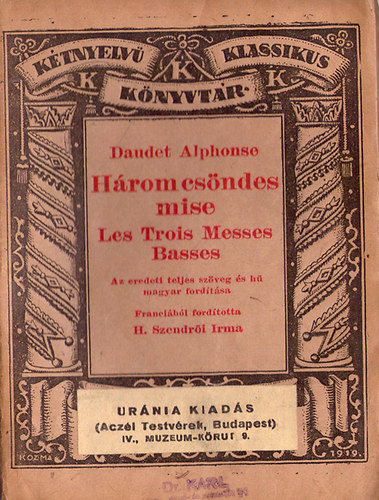 KÉTNYELVŰ KLASSIKUS
K K K
KÖNYVTÁR
Daudet Alphonse
Három csöndes
mise
Les Trois Messes
Basses
Az eredeti teljes szöveg és hű
magyar fordítása
Franciából fordította
H. Szendrői Irma
URÁNIA KIADÁS
(Aczél Testvérek, Budapest)
IV., MUZEUM-KÖRUT 9.
KOZMA 1919.
Dr.